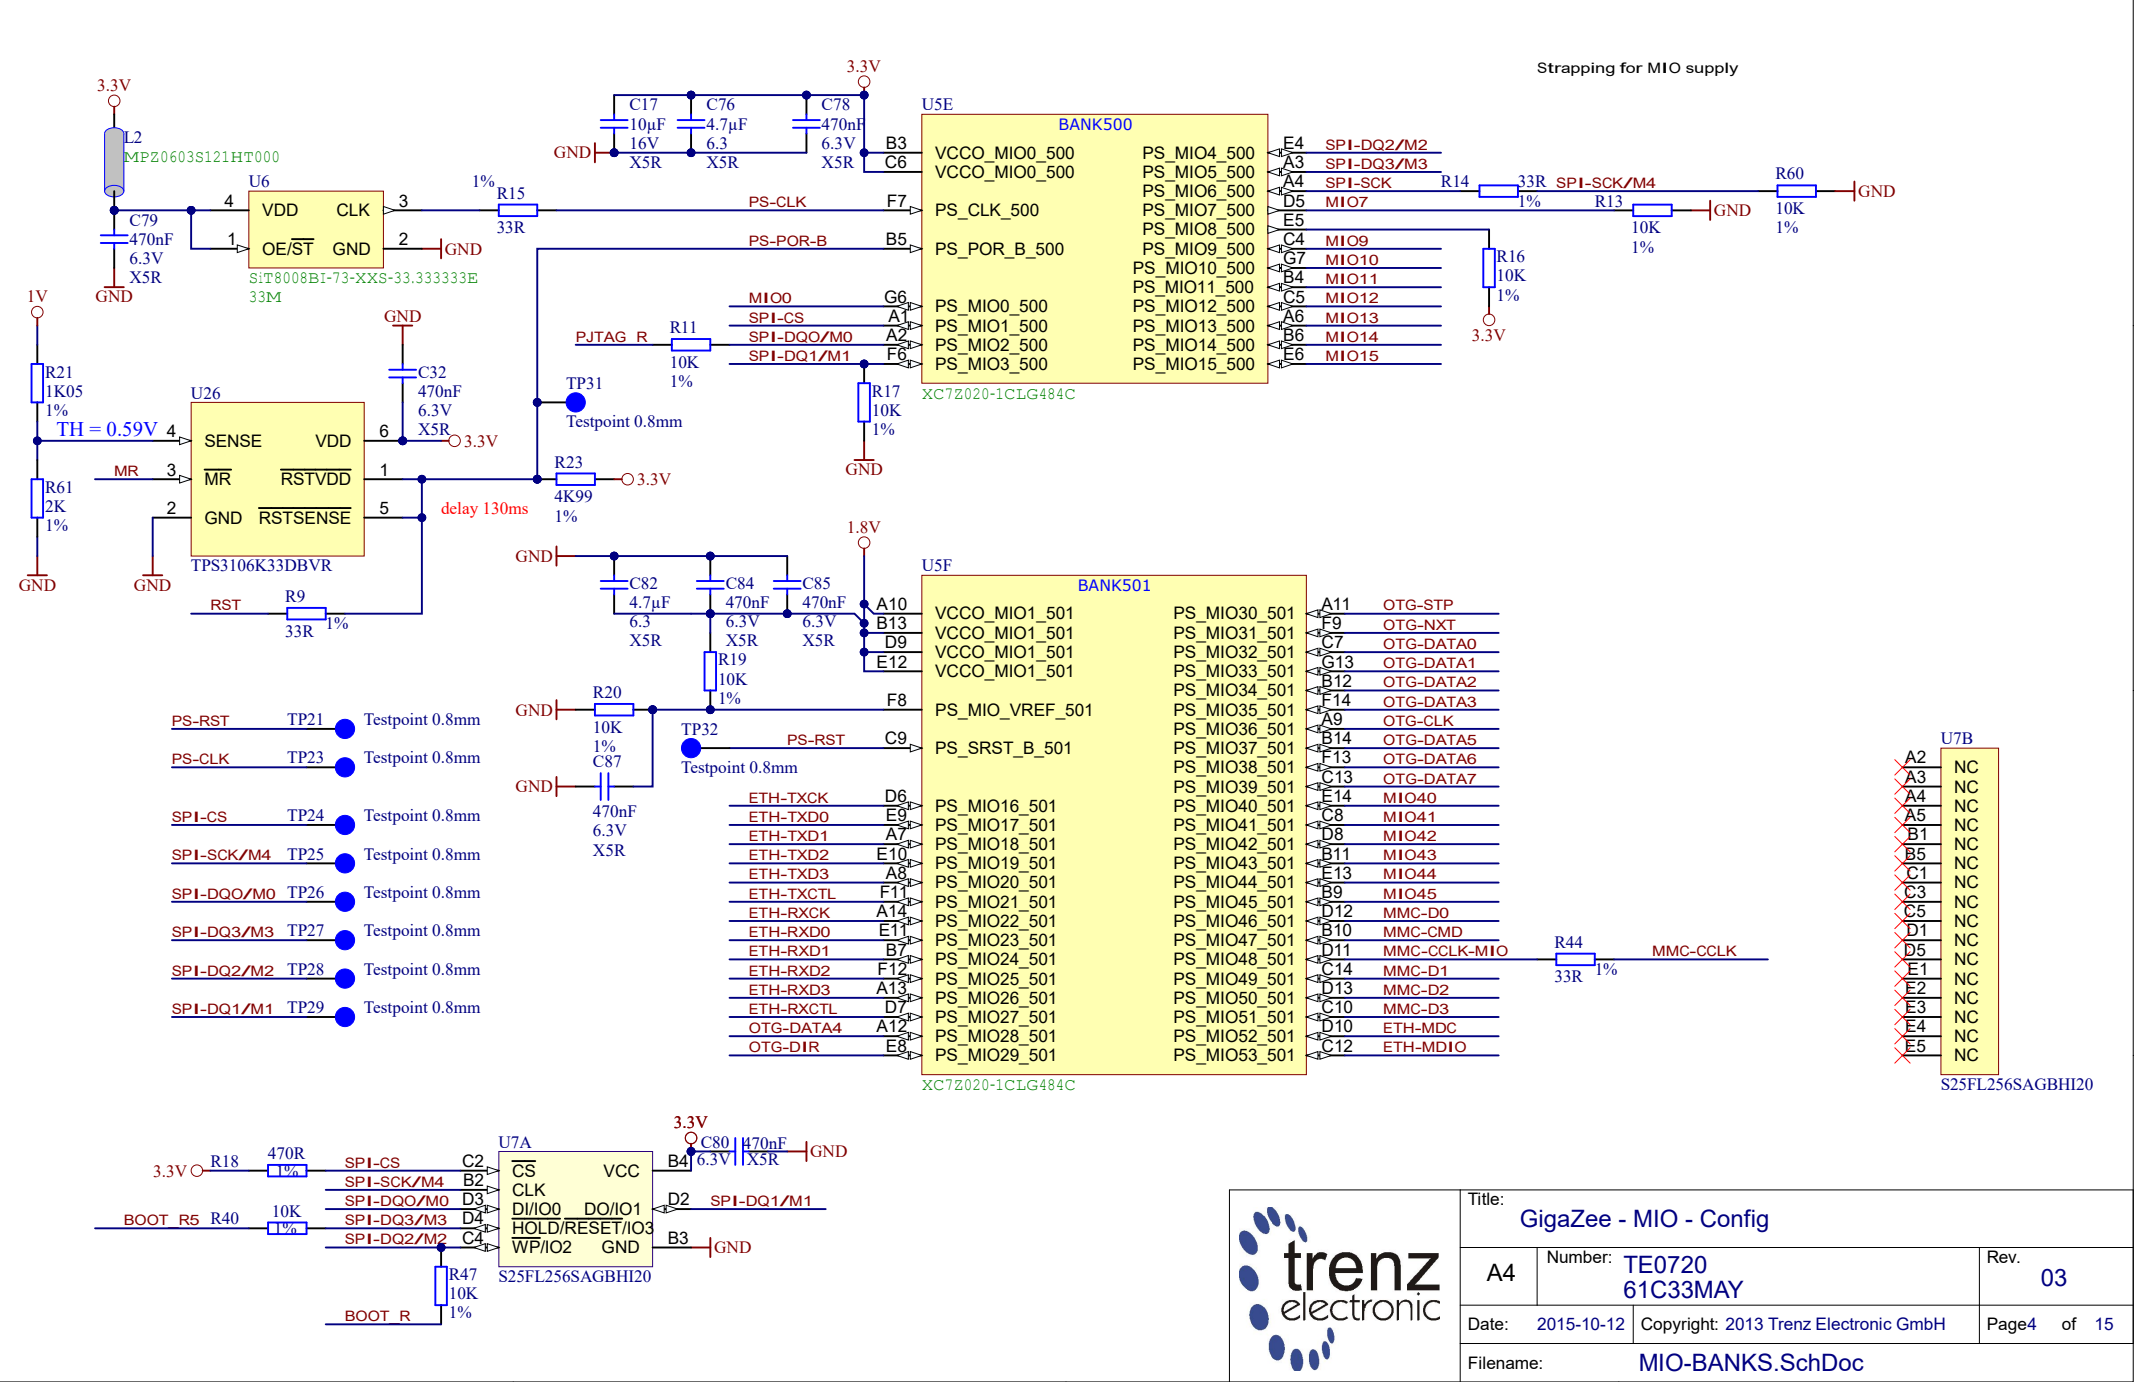 Strapping for MIO supply
3.3V
L2
MPZ0603S121HT000
U6
4 VDD CLK 3
1 OE/ST GND 2 GND
SiT8008BI-73-XXS-33.333333E
33M
C79
470nF
6.3V
X5R
GND
1%
R15
33R
PS-CLK
PS-POR-B
3.3V
C17
10µF
16V
X5R
C76
4.7µF
6.3
X5R
C78
470nF
6.3V
X5R
GND
U5E
BANK500
B3 VCCO_MIO0_500
C6 VCCO_MIO0_500
F7 PS_CLK_500
B5 PS_POR_B_500
MIO0 G6 PS_MIO0_500
SPI-CS A1 PS_MIO1_500
SPI-DQO/M0 A2 PS_MIO2_500
SPI-DQ1/M1 F6 PS_MIO3_500
PS_MIO4_500 E4 SPI-DQ2/M2
PS_MIO5_500 A3 SPI-DQ3/M3
PS_MIO6_500 A4 SPI-SCK
PS_MIO7_500 D5 MIO7
PS_MIO8_500 E5
PS_MIO9_500 C4 MIO9
PS_MIO10_500 G7 MIO10
PS_MIO11_500 B4 MIO11
PS_MIO12_500 C5 MIO12
PS_MIO13_500 A6 MIO13
PS_MIO14_500 B6 MIO14
PS_MIO15_500 E6 MIO15
XC7Z020-1CLG484C
R14 33R SPI-SCK/M4
1%
R60
10K
1%
GND
R13
10K
1%
GND
R16
10K
1%
3.3V
PJTAG_R
R11
10K
1%
R17
10K
1%
GND
TP31
Testpoint 0.8mm
1V
R21
1K05
1%
TH = 0.59V
R61
2K
1%
GND
GND
C32
470nF
6.3V
X5R
3.3V
U26
4 SENSE VDD 6
MR 3 MR RSTVDD 1
2 GND RSTSENSE 5
TPS3106K33DBVR
GND
delay 130ms
R23
4K99
1%
3.3V
RST
R9
33R
1%
1.8V
GND
C82
4.7µF
6.3
X5R
C84
470nF
6.3V
X5R
C85
470nF
6.3V
X5R
R19
10K
1%
GND
R20
10K
1%
GND
C87
470nF
6.3V
X5R
TP32
Testpoint 0.8mm
PS-RST
U5F
BANK501
A10 VCCO_MIO1_501
B13 VCCO_MIO1_501
D9 VCCO_MIO1_501
E12 VCCO_MIO1_501
F8 PS_MIO_VREF_501
C9 PS_SRST_B_501
ETH-TXCK D6 PS_MIO16_501
ETH-TXD0 E9 PS_MIO17_501
ETH-TXD1 A7 PS_MIO18_501
ETH-TXD2 E10 PS_MIO19_501
ETH-TXD3 A8 PS_MIO20_501
ETH-TXCTL F11 PS_MIO21_501
ETH-RXCK A14 PS_MIO22_501
ETH-RXD0 E11 PS_MIO23_501
ETH-RXD1 B7 PS_MIO24_501
ETH-RXD2 F12 PS_MIO25_501
ETH-RXD3 A13 PS_MIO26_501
ETH-RXCTL D7 PS_MIO27_501
OTG-DATA4 A12 PS_MIO28_501
OTG-DIR E8 PS_MIO29_501
PS_MIO30_501 A11 OTG-STP
PS_MIO31_501 F9 OTG-NXT
PS_MIO32_501 C7 OTG-DATA0
PS_MIO33_501 G13 OTG-DATA1
PS_MIO34_501 B12 OTG-DATA2
PS_MIO35_501 F14 OTG-DATA3
PS_MIO36_501 A9 OTG-CLK
PS_MIO37_501 B14 OTG-DATA5
PS_MIO38_501 F13 OTG-DATA6
PS_MIO39_501 C13 OTG-DATA7
PS_MIO40_501 E14 MIO40
PS_MIO41_501 C8 MIO41
PS_MIO42_501 D8 MIO42
PS_MIO43_501 B11 MIO43
PS_MIO44_501 E13 MIO44
PS_MIO45_501 B9 MIO45
PS_MIO46_501 D12 MMC-D0
PS_MIO47_501 B10 MMC-CMD
PS_MIO48_501 D11 MMC-CCLK-MIO
PS_MIO49_501 C14 MMC-D1
PS_MIO50_501 D13 MMC-D2
PS_MIO51_501 C10 MMC-D3
PS_MIO52_501 D10 ETH-MDC
PS_MIO53_501 C12 ETH-MDIO
XC7Z020-1CLG484C
R44
33R
1%
MMC-CCLK
PS-RST TP21 Testpoint 0.8mm
PS-CLK TP23 Testpoint 0.8mm
SPI-CS TP24 Testpoint 0.8mm
SPI-SCK/M4 TP25 Testpoint 0.8mm
SPI-DQO/M0 TP26 Testpoint 0.8mm
SPI-DQ3/M3 TP27 Testpoint 0.8mm
SPI-DQ2/M2 TP28 Testpoint 0.8mm
SPI-DQ1/M1 TP29 Testpoint 0.8mm
U7B
A2 NC
A3 NC
A4 NC
A5 NC
B1 NC
B5 NC
C1 NC
C3 NC
C5 NC
D1 NC
D5 NC
E1 NC
E2 NC
E3 NC
E4 NC
E5 NC
S25FL256SAGBHI20
3.3V
C80
470nF
6.3V
X5R
GND
U7A
3.3V R18 470R 1% SPI-CS C2 CS VCC B4
SPI-SCK/M4 B2 CLK
SPI-DQO/M0 D3 DI/IO0 DO/IO1 D2 SPI-DQ1/M1
BOOT_R5 R40 10K 1% SPI-DQ3/M3 D4 HOLD/RESET/IO3
SPI-DQ2/M2 C4 WP/IO2 GND B3 GND
S25FL256SAGBHI20
R47
10K
1%
BOOT_R
trenz
electronic
Title:
GigaZee - MIO - Config
A4
Number: TE0720
61C33MAY
Rev.
03
Date: 2015-10-12
Copyright: 2013 Trenz Electronic GmbH
Page4 of 15
Filename: MIO-BANKS.SchDoc